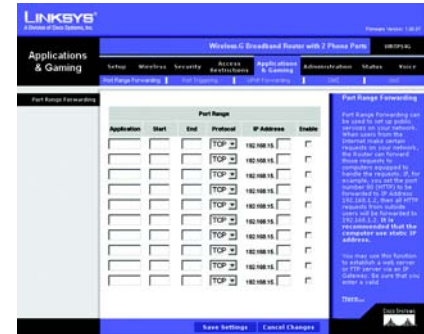 LINKSYS®
A Division of Cisco Systems, Inc.
Firmware Version: 1.00.37
Wireless-G Broadband Router with 2 Phone Ports
WRP54G
Applications & Gaming
Setup Wireless Security Access Restrictions Applications & Gaming Administration Status Voice
Port Range Forwarding Port Triggering UPnP Forwarding DMZ QoS
Port Range Forwarding
Port Range
Application Start End Protocol IP Address Enable
TCP 192.168.15.
TCP 192.168.15.
TCP 192.168.15.
TCP 192.168.15.
TCP 192.168.15.
TCP 192.168.15.
TCP 192.168.15.
TCP 192.168.15.
TCP 192.168.15.
TCP 192.168.15.
Port Range Forwarding
Port Range Forwarding can
be used to set up public
services on your network.
When users from the
Internet make certain
requests on your network,
the Router can forward
those requests to
computers equipped to
handle the requests. If, for
example, you set the port
number 80 (HTTP) to be
forwarded to IP Address
192.168.1.2, then all HTTP
requests from outside
users will be forwarded to
192.168.1.2. It is
recommended that the
computer use static IP
address.
You may use this function
to establish a web server
or FTP server via an IP
Gateway. Be sure that you
enter a valid
More...
Save Settings Cancel Changes
Cisco Systems